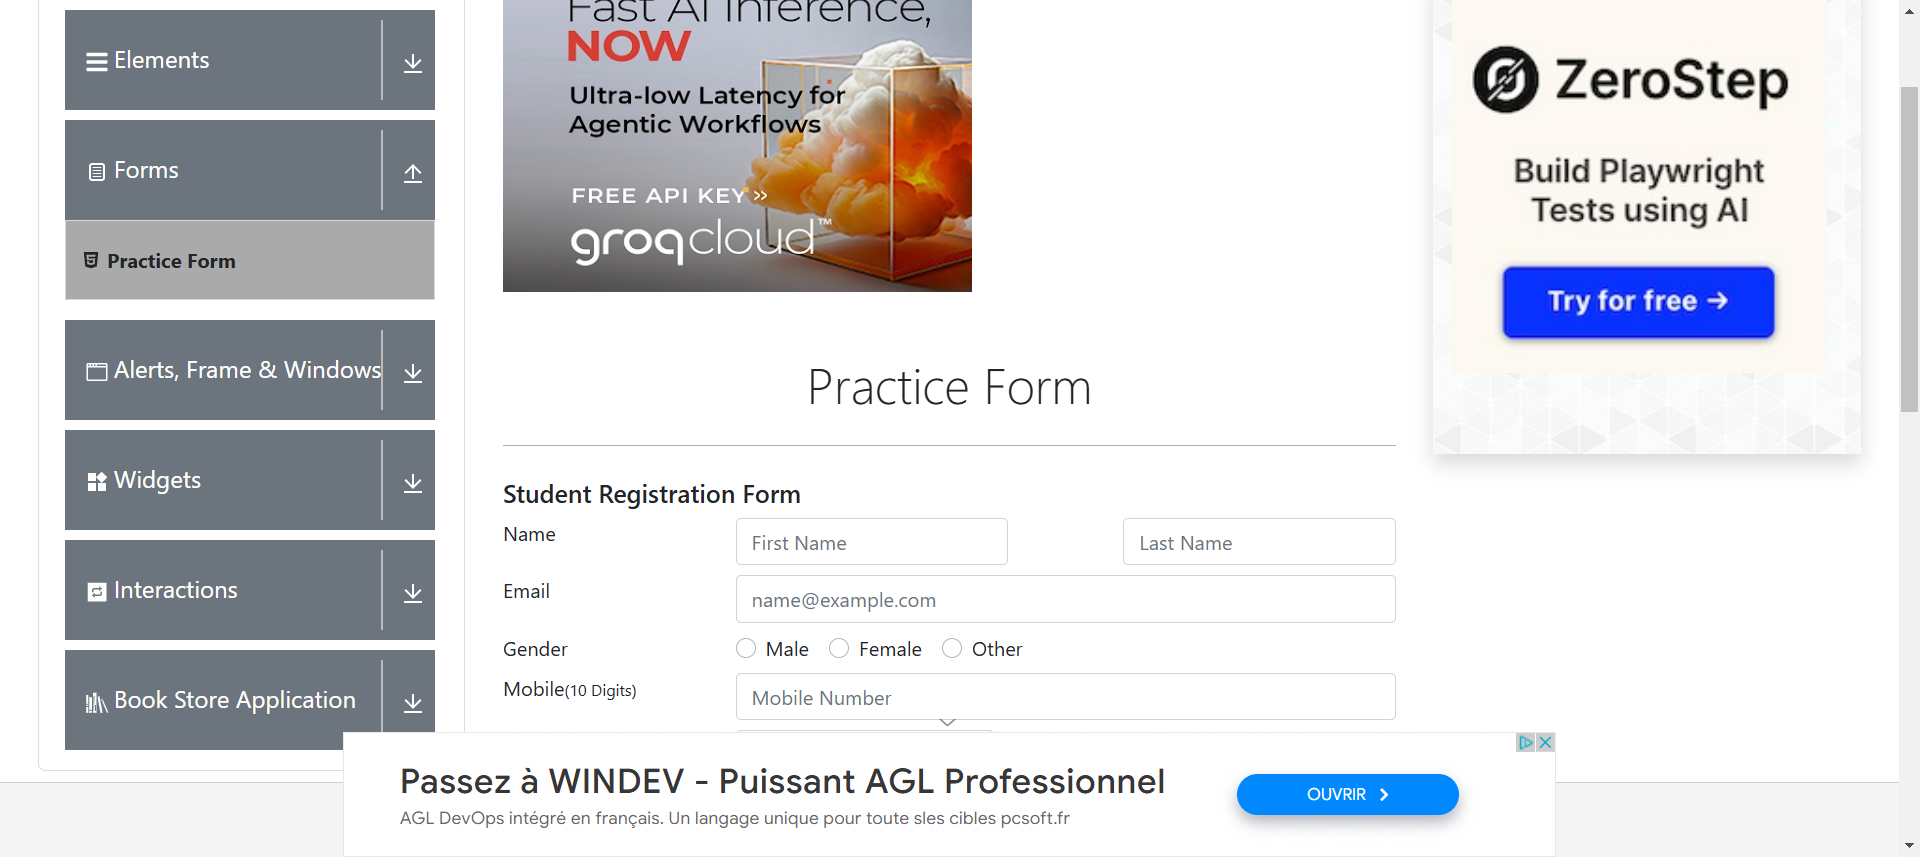 Elements
Forms
Practice Form
Alerts, Frame & Windows
Widgets
Interactions
Book Store Application
Fast AI Inference,
NOW
Ultra-low Latency for
Agentic Workflows
FREE API KEY »
groqcloud™
Practice Form
Student Registration Form
Name
First Name
Last Name
Email
name@example.com
Gender
Male
Female
Other
Mobile(10 Digits)
Mobile Number
ZeroStep
Build Playwright
Tests using AI
Try for free →
Passez à WINDEV - Puissant AGL Professionnel
AGL DevOps intégré en français. Un langage unique pour toute sles cibles pcsoft.fr
OUVRIR